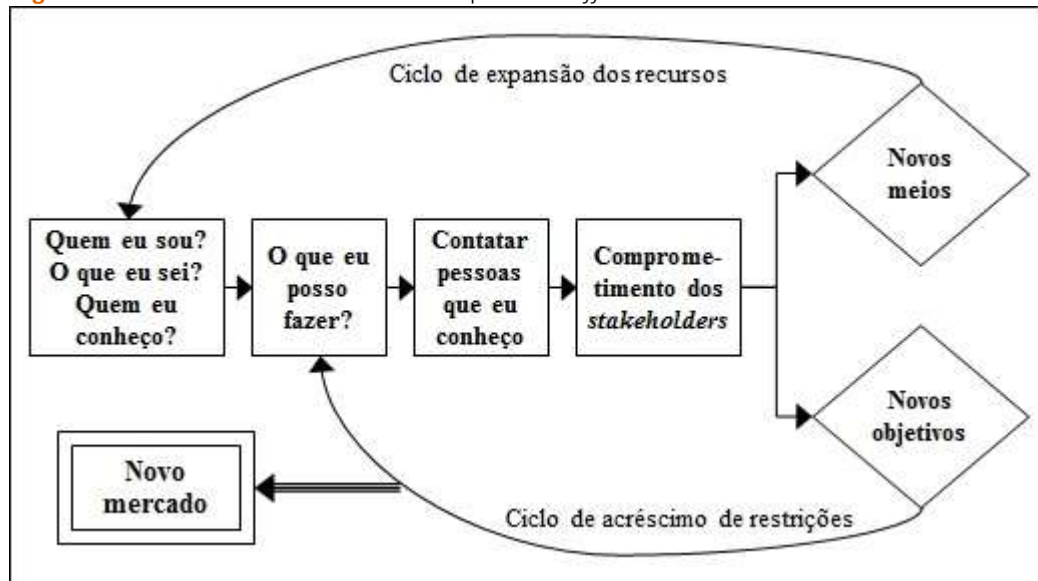 Ciclo de expansão dos recursos
Novos
meios
Quem eu sou?
O que eu sei?
Quem eu
conheço?
O que eu
posso
fazer?
Contatar
pessoas
que eu
conheço
Comprome-
timento dos
stakeholders
Novos
objetivos
Novo
mercado
Ciclo de acréscimo de restrições